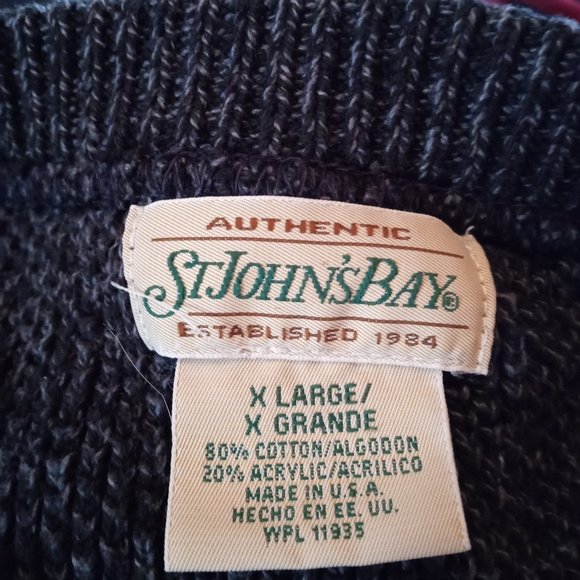 AUTHENTIC
ST JOHN'S BAY®
ESTABLISHED 1984
X LARGE/
X GRANDE
80% COTTON/ALGODON
20% ACRYLIC/ACRILICO
MADE IN U.S.A.
HECHO EN EE. UU.
WPL 11935